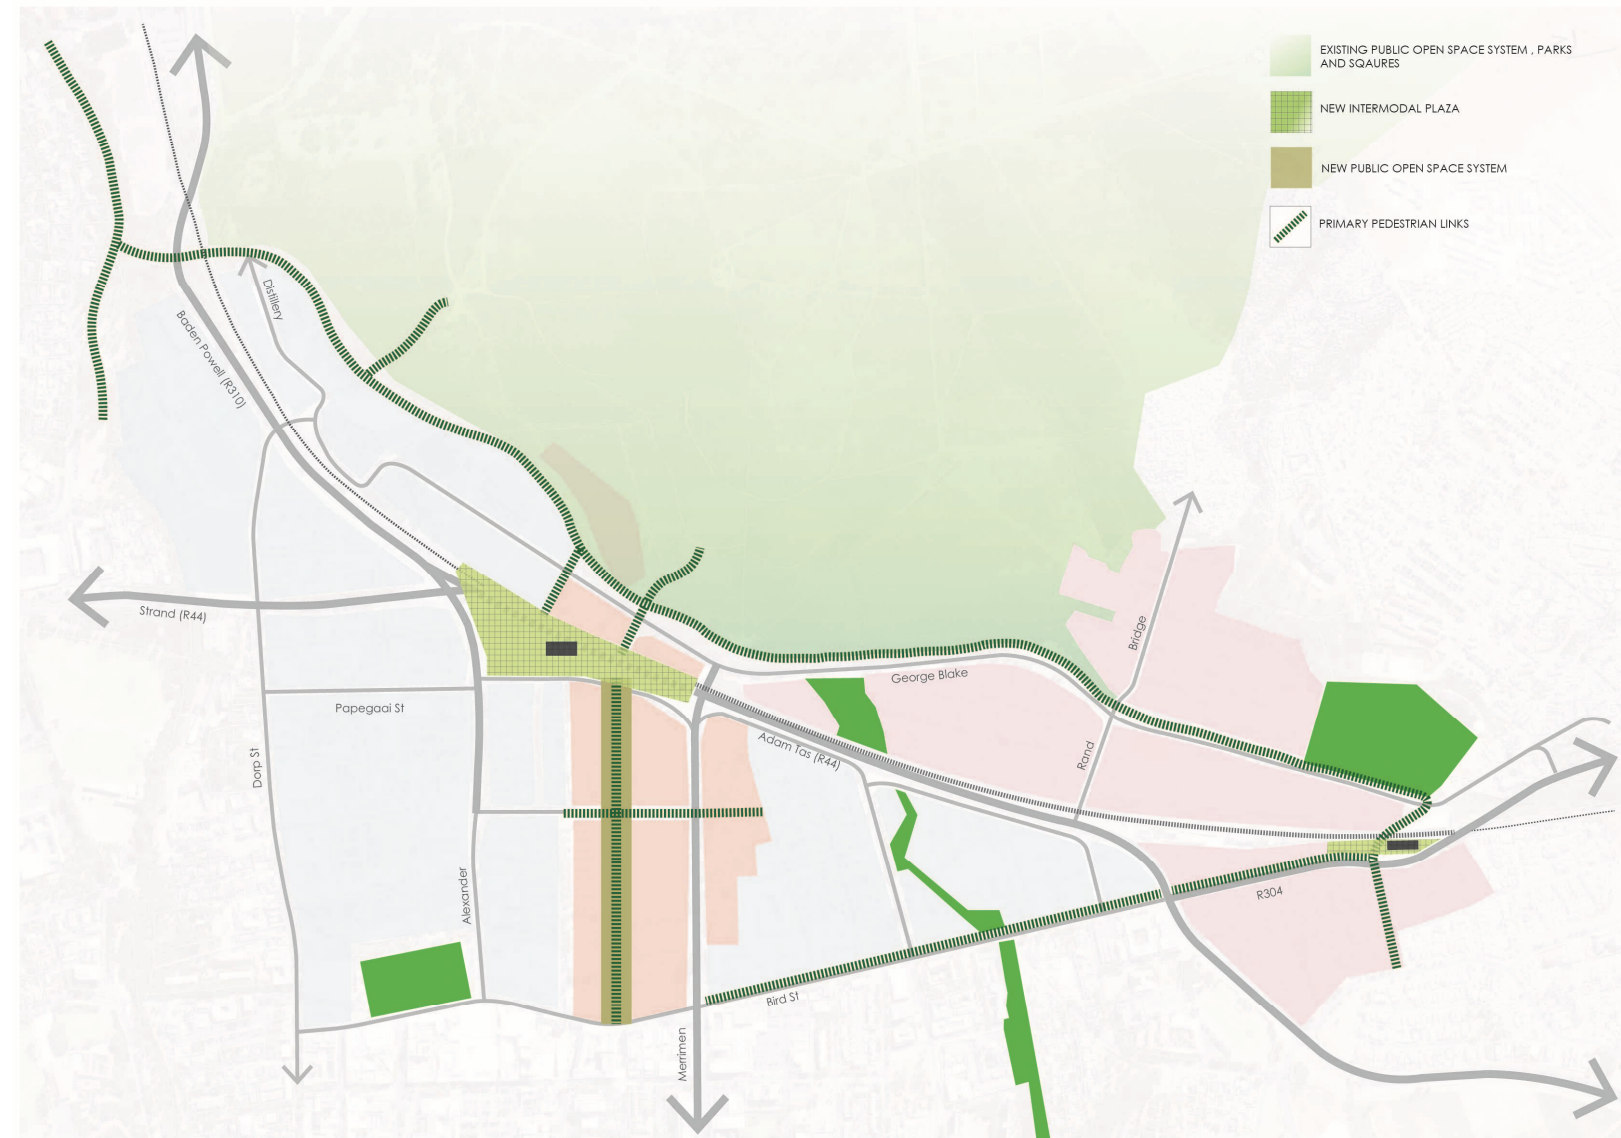 EXISTING PUBLIC OPEN SPACE SYSTEM , PARKS
AND SQAURES
NEW INTERMODAL PLAZA
NEW PUBLIC OPEN SPACE SYSTEM
PRIMARY PEDESTRIAN LINKS
Distillery
Baden Powell (R310)
Strand (R44)
Bridge
George Blake
Papegaai St
Adam Tas (R44)
Rand
Dorp St
Alexander
R304
Bird St
Merrimen